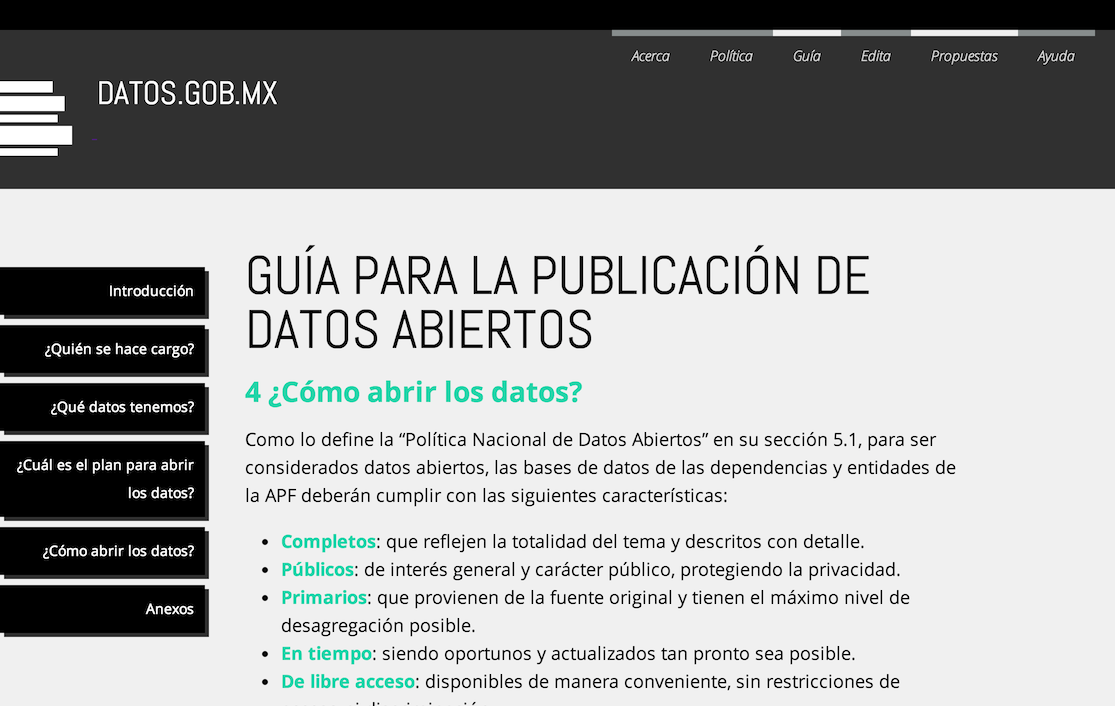 Acerca Política Guía Edita Propuestas Ayuda
DATOS.GOB.MX
Introducción
¿Quién se hace cargo?
¿Qué datos tenemos?
¿Cuál es el plan para abrir
los datos?
¿Cómo abrir los datos?
Anexos
GUÍA PARA LA PUBLICACIÓN DE
DATOS ABIERTOS
4 ¿Cómo abrir los datos?
Como lo define la “Política Nacional de Datos Abiertos” en su sección 5.1, para ser
considerados datos abiertos, las bases de datos de las dependencias y entidades de
la APF deberán cumplir con las siguientes características:
• Completos: que reflejen la totalidad del tema y descritos con detalle.
• Públicos: de interés general y carácter público, protegiendo la privacidad.
• Primarios: que provienen de la fuente original y tienen el máximo nivel de
desagregación posible.
• En tiempo: siendo oportunos y actualizados tan pronto sea posible.
• De libre acceso: disponibles de manera conveniente, sin restricciones de